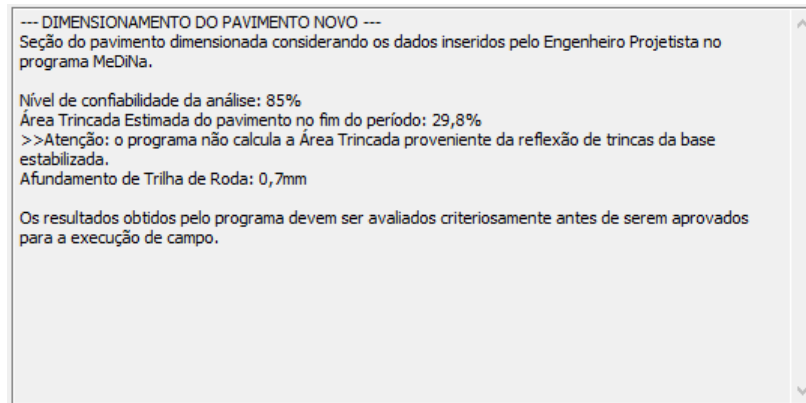 --- DIMENSIONAMENTO DO PAVIMENTO NOVO ---
Seção do pavimento dimensionada considerando os dados inseridos pelo Engenheiro Projetista no
programa MeDiNa.
Nível de confiabilidade da análise: 85%
Área Trincada Estimada do pavimento no fim do período: 29,8%
>>Atenção: o programa não calcula a Área Trincada proveniente da reflexão de trincas da base
estabilizada.
Afundamento de Trilha de Roda: 0,7mm
Os resultados obtidos pelo programa devem ser avaliados criteriosamente antes de serem aprovados
para a execução de campo.